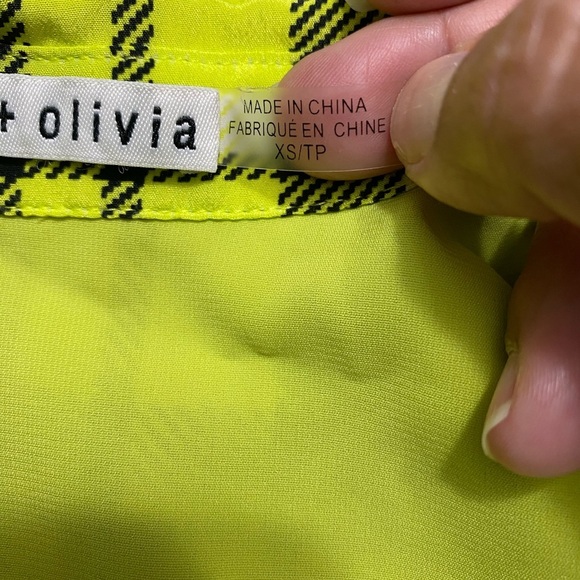 + olivia
MADE IN CHINA
FABRIQUÉ EN CHINE
XS/TP